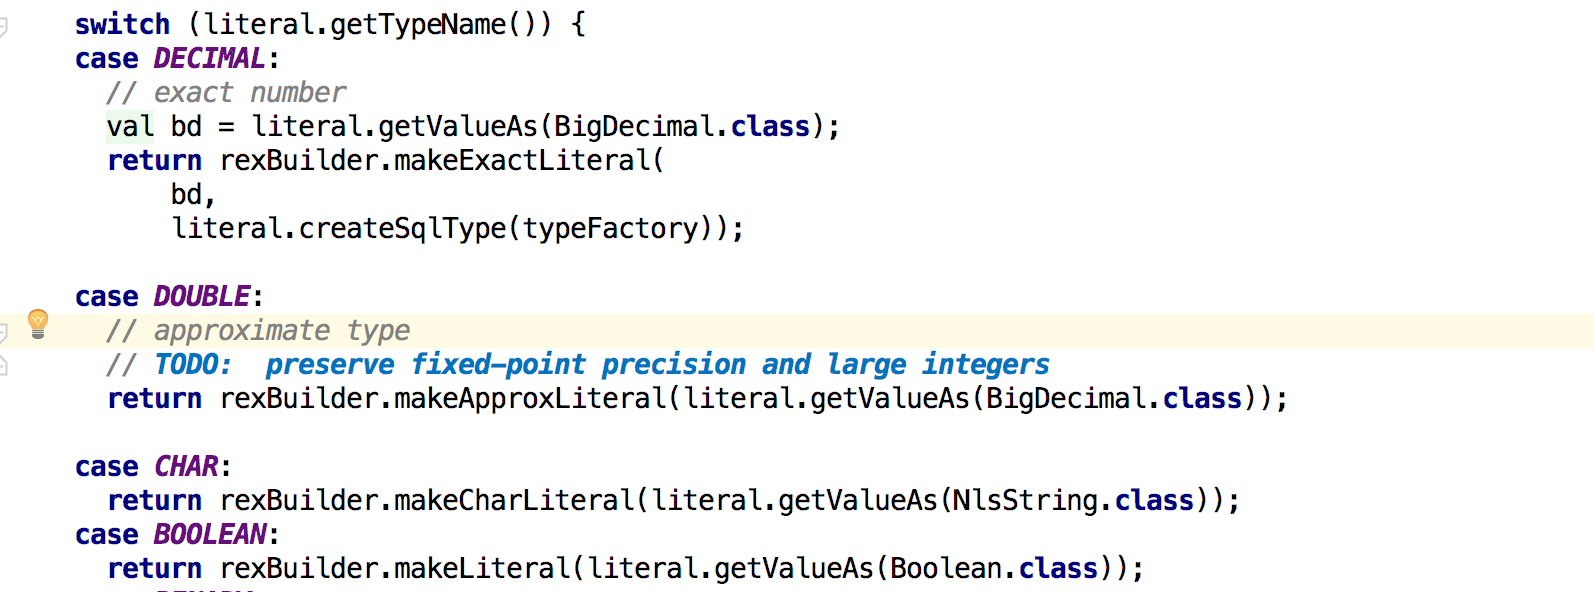 switch (literal.getTypeName()) {
case DECIMAL:
// exact number
val bd = literal.getValueAs(BigDecimal.class);
return rexBuilder.makeExactLiteral(
bd,
literal.createSqlType(typeFactory));
case DOUBLE:
// approximate type
// TODO:  preserve fixed-point precision and large integers
return rexBuilder.makeApproxLiteral(literal.getValueAs(BigDecimal.class));
case CHAR:
return rexBuilder.makeCharLiteral(literal.getValueAs(NlsString.class));
case BOOLEAN:
return rexBuilder.makeLiteral(literal.getValueAs(Boolean.class));